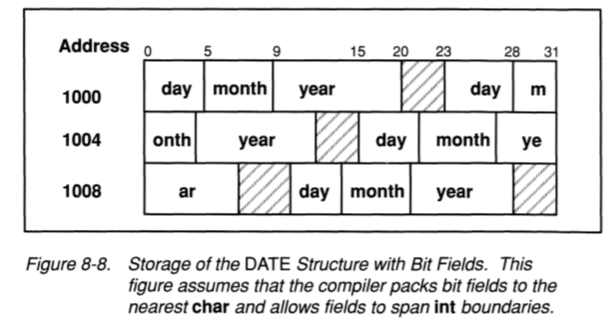 Address 0 5 9 15 20 23 28 31
1000 day month year day m
1004 onth year day month ye
1008 ar day month year
Figure 8-8. Storage of the DATE Structure with Bit Fields. This
figure assumes that the compiler packs bit fields to the
nearest char and allows fields to span int boundaries.